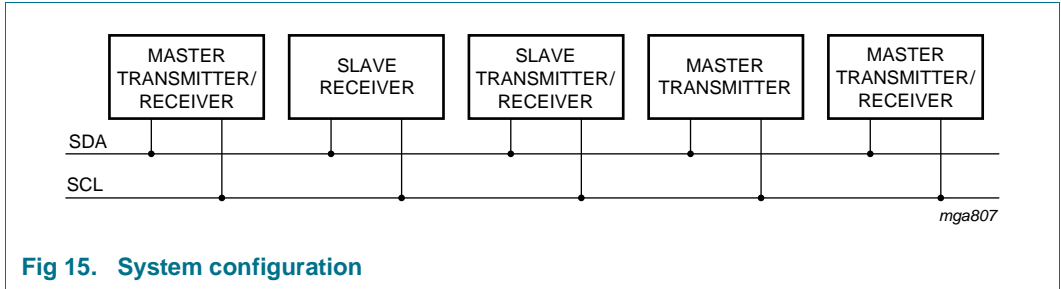 MASTER
TRANSMITTER/
RECEIVER
SLAVE
RECEIVER
SLAVE
TRANSMITTER/
RECEIVER
MASTER
TRANSMITTER
MASTER
TRANSMITTER/
RECEIVER
SDA
SCL
mga807
Fig 15. System configuration